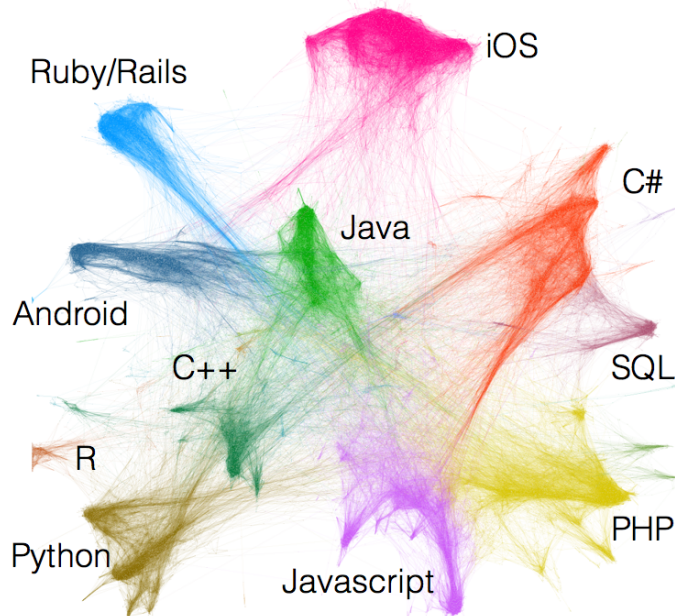 iOS
Ruby/Rails
C#
Java
Android
C++
SQL
R
PHP
Python
Javascript